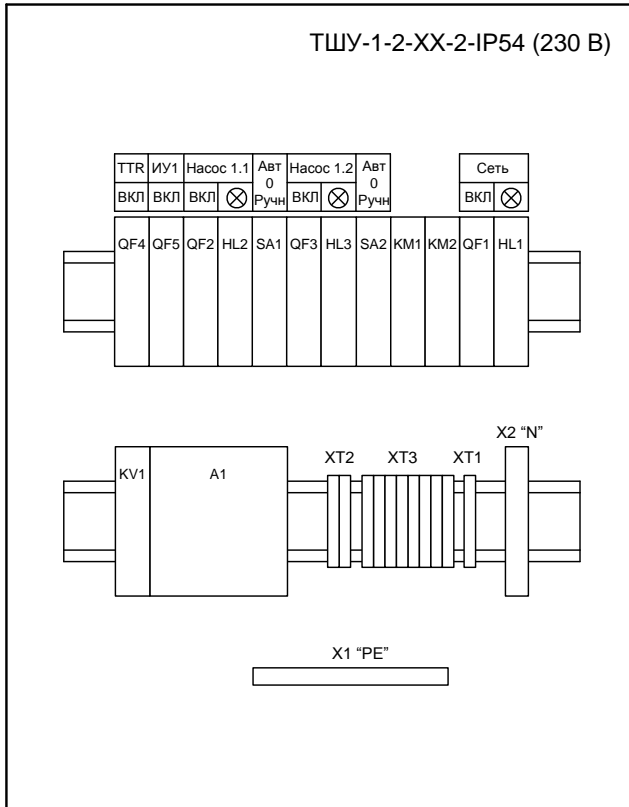 ТШУ-1-2-ХХ-2-IP54 (230 В)
TTR ИУ1 Насос 1.1 Авт Насос 1.2 Авт Сеть
0 0
ВКЛ ВКЛ ВКЛ Ручн ВКЛ Ручн ВКЛ
QF4 QF5 QF2 HL2 SA1 QF3 HL3 SA2 KM1 KM2 QF1 HL1
X2 “N”
XT2 XT3 XT1
KV1 A1
X1 “PE”